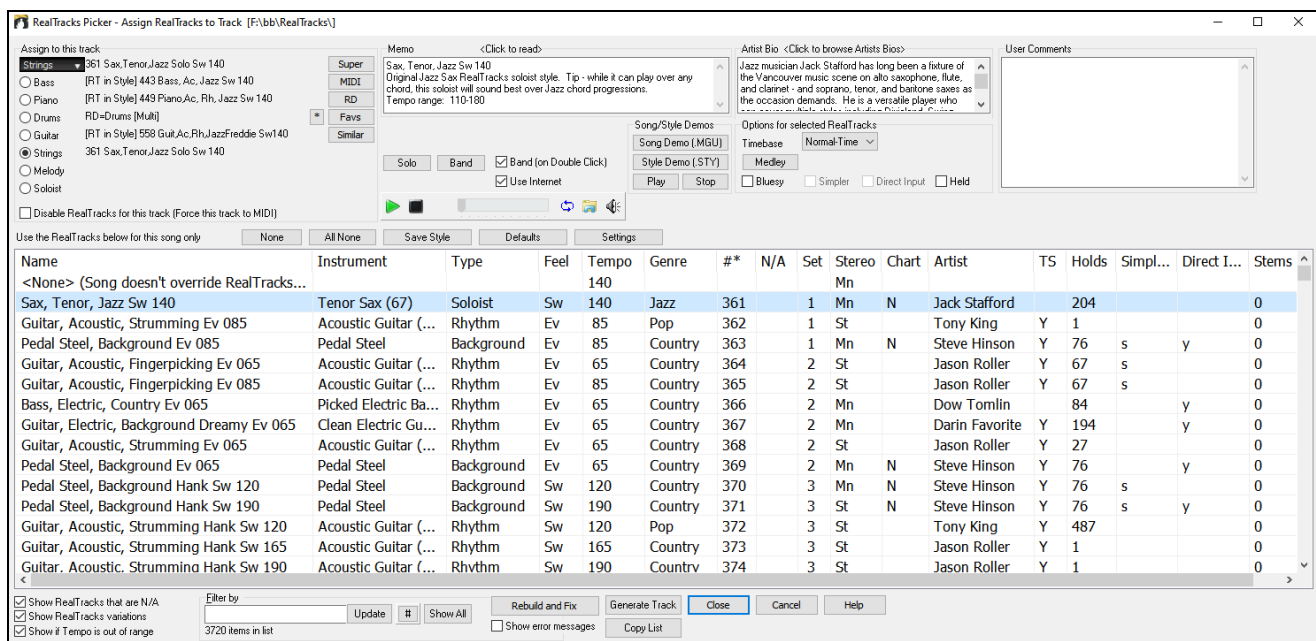 RealTracks Picker - Assign RealTracks to Track [F:\bb\RealTracks\]
Assign to this track
Strings 361 Sax,Tenor,Jazz Solo Sw 140 Super
Bass [RT in Style] 443 Bass, Ac, Jazz Sw 140 MIDI
Piano [RT in Style] 449 Piano,Ac, Rh, Jazz Sw 140 RD
Drums RD=Drums [Multi] * Favs
Guitar [RT in Style] 558 Guit,Ac,Rh,JazzFreddie Sw140 Similar
Strings 361 Sax,Tenor,Jazz Solo Sw 140
Melody
Soloist
Disable RealTracks for this track (Force this track to MIDI)
Memo <Click to read>
Sax, Tenor, Jazz Sw 140
Original Jazz Sax RealTracks soloist style. Tip - while it can play over any
chord, this soloist will sound best over Jazz chord progressions.
Tempo range: 110-180
Solo Band Band (on Double Click)
Use Internet
Song/Style Demos
Song Demo (.MGU)
Style Demo (.STY)
Play Stop
Artist Bio <Click to browse Artists Bios>
Jazz musician Jack Stafford has long been a fixture of
the Vancouver music scene on alto saxophone, flute,
and clarinet - and soprano, tenor, and baritone saxes as
the occasion demands. He is a versatile player who
Options for selected RealTracks
Timebase Normal-Time
Medley
Bluesy Simpler Direct Input Held
User Comments
Use the RealTracks below for this song only None All None Save Style Defaults Settings
Name Instrument Type Feel Tempo Genre #* N/A Set Stereo Chart Artist TS Holds Simpl... Direct I... Stems
<None> (Song doesn't override RealTracks... 140 Mn
Sax, Tenor, Jazz Sw 140 Tenor Sax (67) Soloist Sw 140 Jazz 361 1 Mn N Jack Stafford 204 0
Guitar, Acoustic, Strumming Ev 085 Acoustic Guitar (... Rhythm Ev 85 Pop 362 1 St Tony King Y 1 0
Pedal Steel, Background Ev 085 Pedal Steel Background Ev 85 Country 363 1 Mn N Steve Hinson Y 76 s y 0
Guitar, Acoustic, Fingerpicking Ev 065 Acoustic Guitar (... Rhythm Ev 65 Country 364 2 St Jason Roller Y 67 s 0
Guitar, Acoustic, Fingerpicking Ev 085 Acoustic Guitar (... Rhythm Ev 85 Country 365 2 St Jason Roller Y 67 s 0
Bass, Electric, Country Ev 065 Picked Electric Ba... Rhythm Ev 65 Country 366 2 Mn Dow Tomlin 84 y 0
Guitar, Electric, Background Dreamy Ev 065 Clean Electric Gu... Rhythm Ev 65 Country 367 2 Mn Darin Favorite Y 194 y 0
Guitar, Acoustic, Strumming Ev 065 Acoustic Guitar (... Rhythm Ev 65 Country 368 2 St Jason Roller Y 27 0
Pedal Steel, Background Ev 065 Pedal Steel Background Ev 65 Country 369 2 Mn N Steve Hinson Y 76 y 0
Pedal Steel, Background Hank Sw 120 Pedal Steel Background Sw 120 Country 370 3 Mn N Steve Hinson Y 76 s 0
Pedal Steel, Background Hank Sw 190 Pedal Steel Background Sw 190 Country 371 3 St N Steve Hinson Y 76 s y 0
Guitar, Acoustic, Strumming Hank Sw 120 Acoustic Guitar (... Rhythm Sw 120 Pop 372 3 St Tony King Y 487 0
Guitar, Acoustic, Strumming Hank Sw 165 Acoustic Guitar (... Rhythm Sw 165 Country 373 3 St Jason Roller Y 1 0
Guitar, Acoustic, Strumming Hank Sw 190 Acoustic Guitar (... Rhythm Sw 190 Country 374 3 St Jason Roller Y 1 0
Show RealTracks that are N/A
Show RealTracks variations
Show if Tempo is out of range
Filter by
Update # Show All
3720 items in list
Rebuild and Fix Generate Track Close Cancel Help
Show error messages Copy List